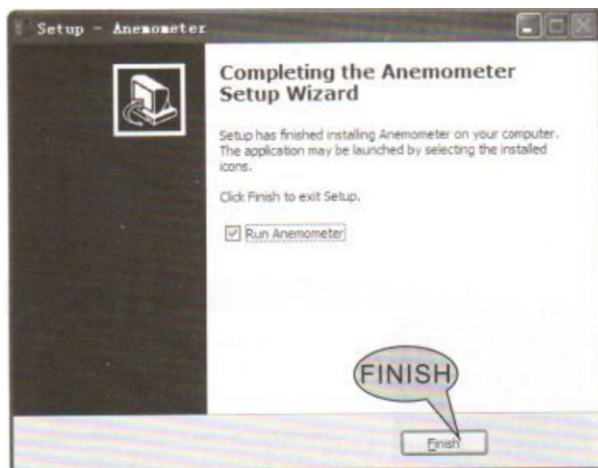 Setup - Anemometer
Completing the Anemometer
Setup Wizard
Setup has finished installing Anemometer on your computer.
The application may be launched by selecting the installed
icons.
Click Finish to exit Setup.
Run Anemometer
FINISH
Finish